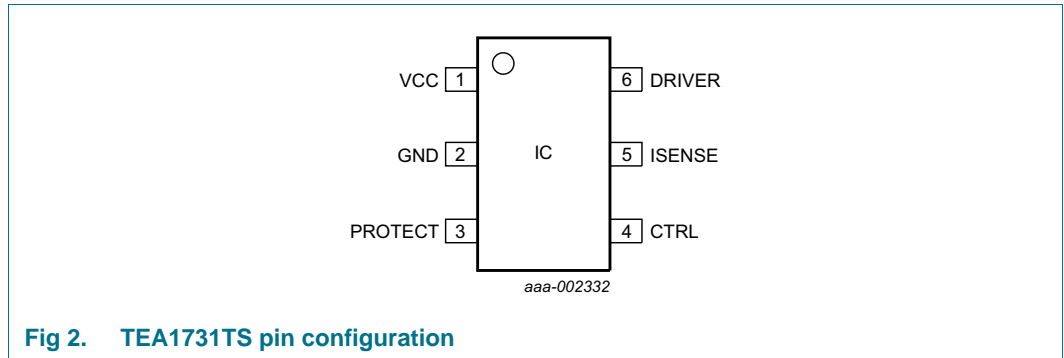 VCC 1 6 DRIVER
GND 2 IC 5 ISENSE
PROTECT 3 4 CTRL
aaa-002332
Fig 2. TEA1731TS pin configuration